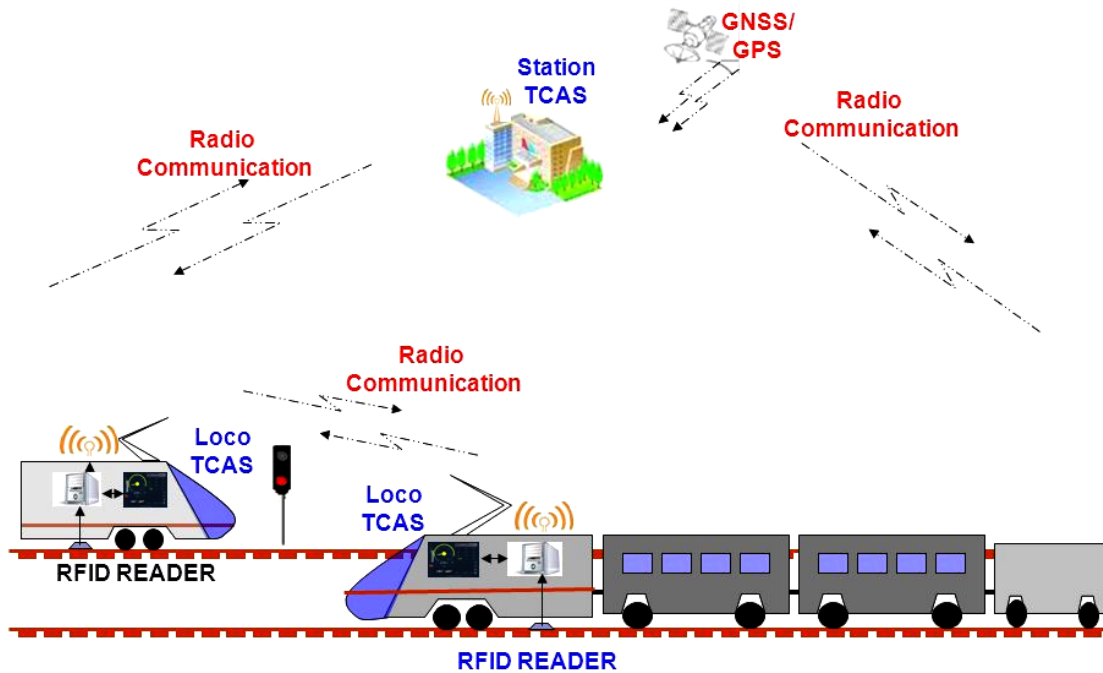 GNSS/
GPS
Station
TCAS
Radio
Communication
Radio
Communication
Radio
Communication
Loco
TCAS
Loco
TCAS
RFID READER
RFID READER